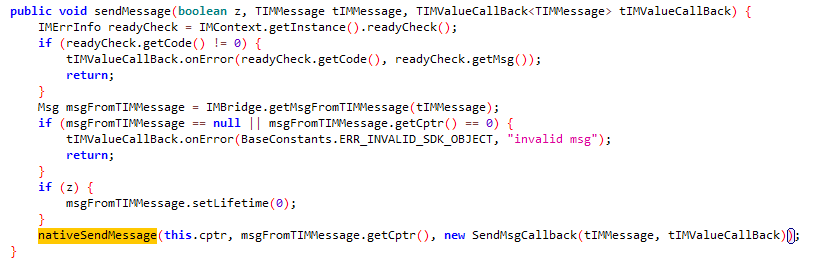 public void sendMessage(boolean z, TIMMessage tIMMessage, TIMValueCallBack<TIMMessage> tIMValueCallBack) {
    IMErrInfo readyCheck = IMContext.getInstance().readyCheck();
    if (readyCheck.getCode() != 0) {
        tIMValueCallBack.onError(readyCheck.getCode(), readyCheck.getMsg());
        return;
    }
    Msg msgFromTIMMessage = IMBridge.getMsgFromTIMMessage(tIMMessage);
    if (msgFromTIMMessage == null || msgFromTIMMessage.getCptr() == 0) {
        tIMValueCallBack.onError(BaseConstants.ERR_INVALID_SDK_OBJECT, "invalid msg");
        return;
    }
    if (z) {
        msgFromTIMMessage.setLifetime(0);
    }
    nativeSendMessage(this.cptr, msgFromTIMMessage.getCptr(), new SendMsgCallback(tIMMessage, tIMValueCallBack));
}